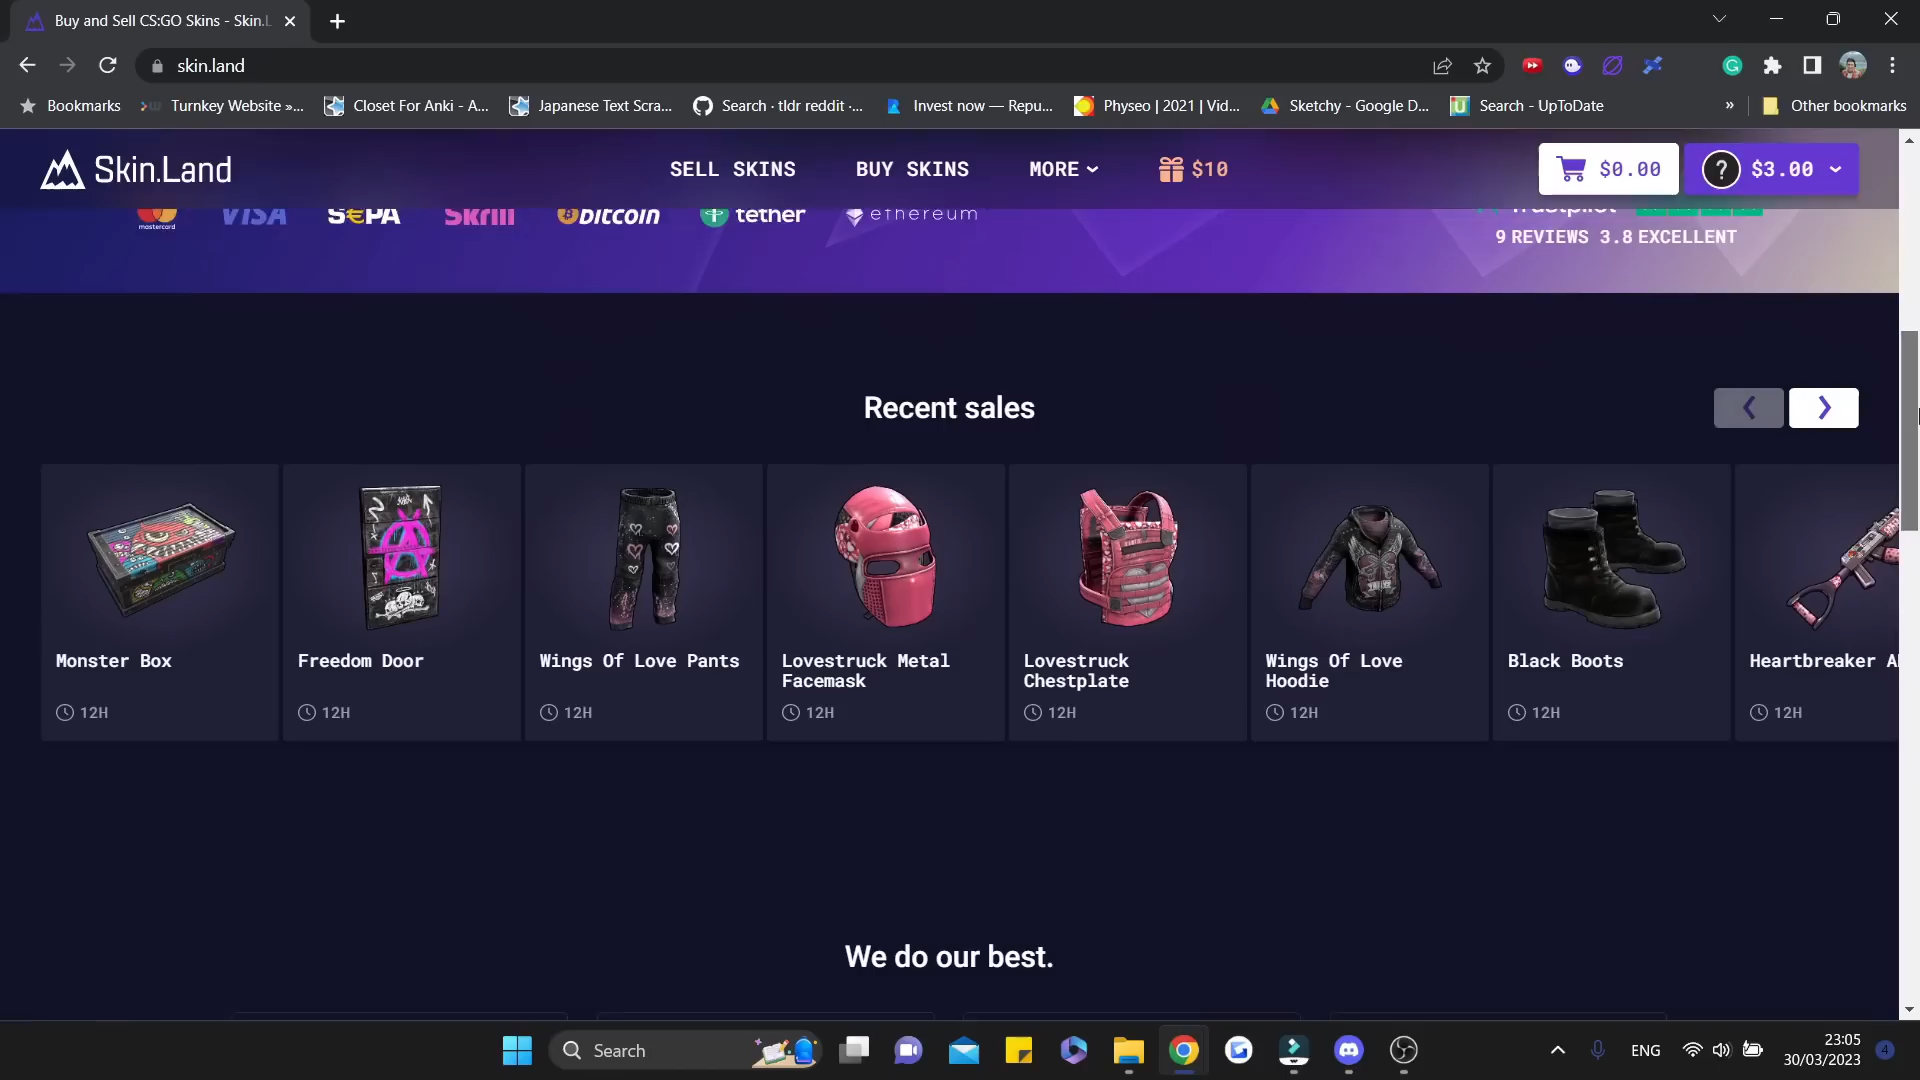 Buy and Sell CS:GO Skins - Skin.L
skin.land
Bookmarks
Turnkey Website »...
Closet For Anki - A...
Japanese Text Scra...
Search · tldr reddit ·...
Invest now — Repu...
Physeo | 2021 | Vid...
Sketchy - Google D...
Search - UpToDate
»
Other bookmarks
Skin.Land
SELL SKINS
BUY SKINS
MORE
$10
$0.00
? $3.00
mastercard
VISA
S€PA
Skrill
bitcoin
tether
ethereum
Trustpilot
9 REVIEWS 3.8 EXCELLENT
Recent sales
Monster Box
12H
Freedom Door
12H
Wings Of Love Pants
12H
Lovestruck Metal
Facemask
12H
Lovestruck
Chestplate
12H
Wings Of Love
Hoodie
12H
Black Boots
12H
Heartbreaker
12H
We do our best.
Search
ENG
23:05
30/03/2023
4